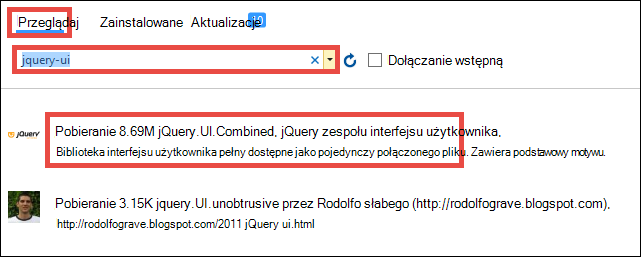 Przeglądaj Zainstalowane Aktualizacje 10
jquery-ui Dołączanie wstępną
jQuery Pobieranie 8.69M jQuery.UI.Combined, jQuery zespołu interfejsu użytkownika,
Biblioteka interfejsu użytkownika pełny dostępne jako pojedynczy połączonego pliku. Zawiera podstawowy motywu.
Pobieranie 3.15K jquery.UI.unobtrusive przez Rodolfo słabego (http://rodolfograve.blogspot.com),
http://rodolfograve.blogspot.com/2011 jQuery ui.html